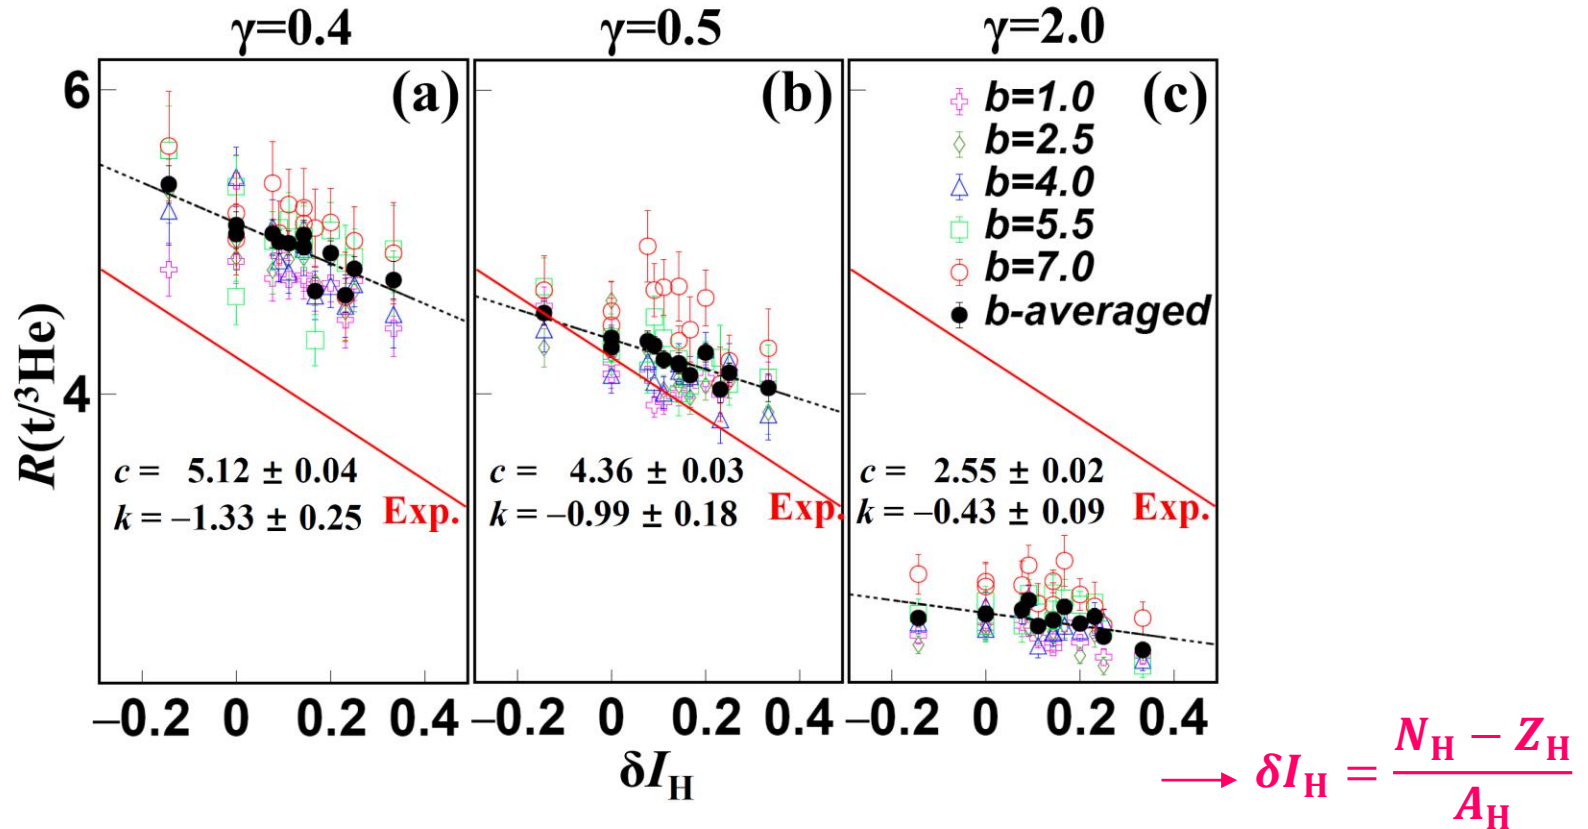 γ=0.4 γ=0.5 γ=2.0
(a) (b) (c)
b=1.0
b=2.5
b=4.0
b=5.5
b=7.0
b-averaged
6
4
R(t/³He)
c = 5.12 ± 0.04
k = −1.33 ± 0.25
Exp.
c = 4.36 ± 0.03
k = −0.99 ± 0.18
Exp.
c = 2.55 ± 0.02
k = −0.43 ± 0.09
Exp.
−0.2 0 0.2 0.4 −0.2 0 0.2 0.4 −0.2 0 0.2 0.4
δI_H
→ δI_H = (N_H − Z_H) / A_H